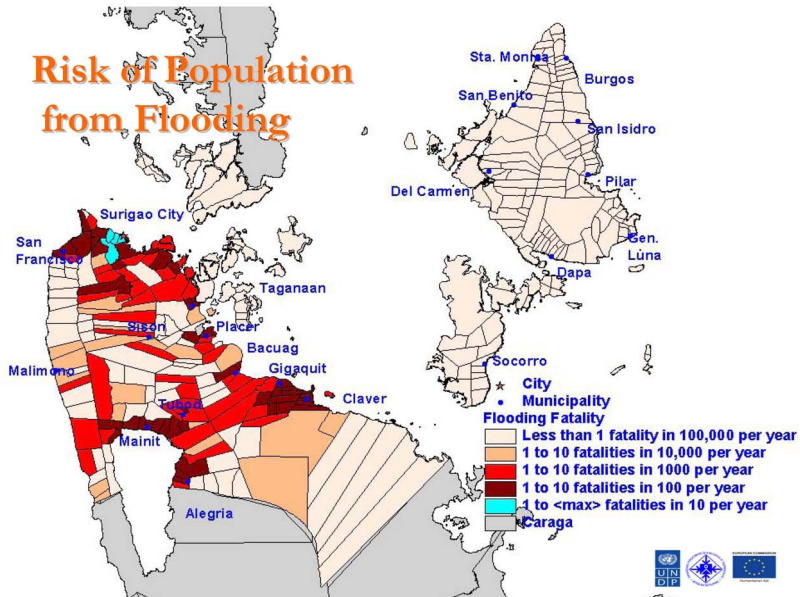 Risk of Population
from Flooding
Sta. Monica
Burgos
San Benito
San Isidro
Del Carmen
Pilar
Surigao City
San
Francisco
Gen.
Luna
Dapa
Taganaan
Sison
Placer
Bacuag
Socorro
Malimono
Gigaquit
Claver
Tubod
Mainit
Alegria
City
Municipality
Flooding Fatality
Less than 1 fatality in 100,000 per year
1 to 10 fatalities in 10,000 per year
1 to 10 fatalities in 1000 per year
1 to 10 fatalities in 100 per year
1 to <max> fatalities in 10 per year
Caraga
U N
D P
EUROPEAN COMMISSION
Humanitarian Aid